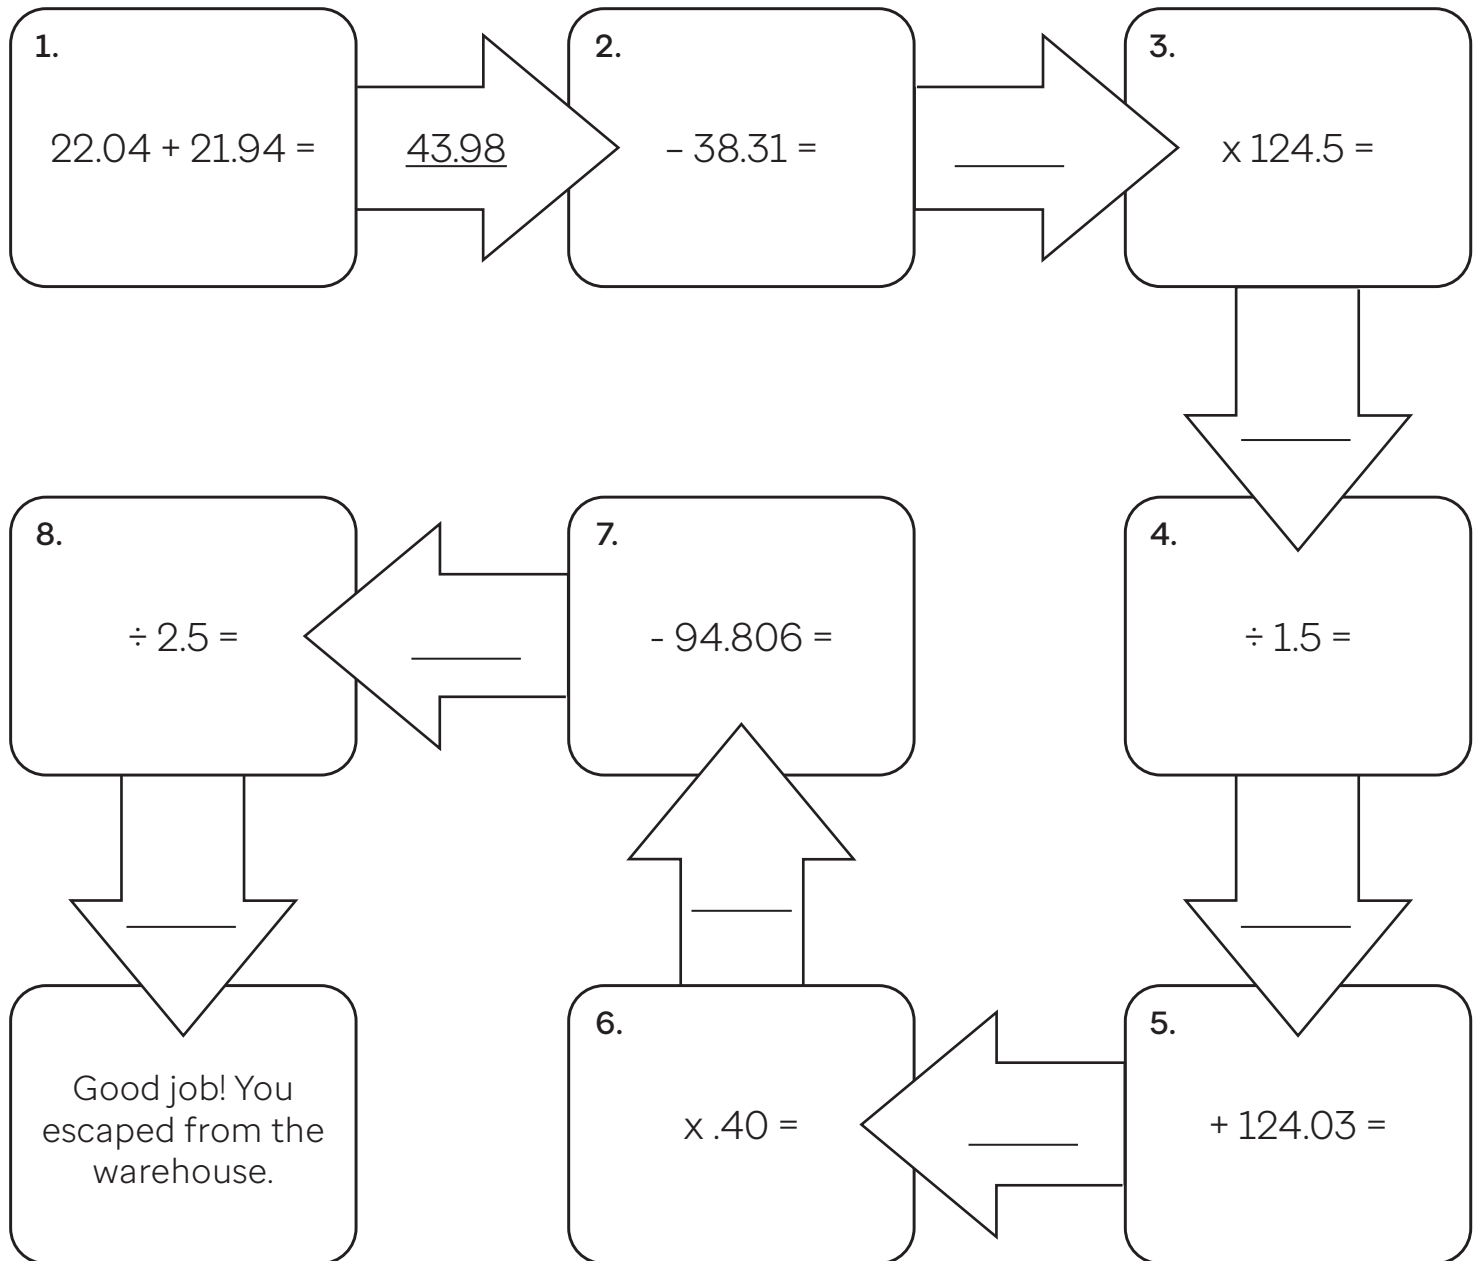 1.
22.04 + 21.94 =
43.98
2.
– 38.31 =
3.
x 124.5 =
4.
÷ 1.5 =
5.
+ 124.03 =
6.
x .40 =
7.
- 94.806 =
8.
÷ 2.5 =
Good job! You
escaped from the
warehouse.